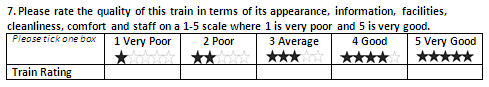 7. Please rate the quality of this train in terms of its appearance, information, facilities,
cleanliness, comfort and staff on a 1-5 scale where 1 is very poor and 5 is very good.
Please tick one box 1 Very Poor 2 Poor 3 Average 4 Good 5 Very Good
Train Rating